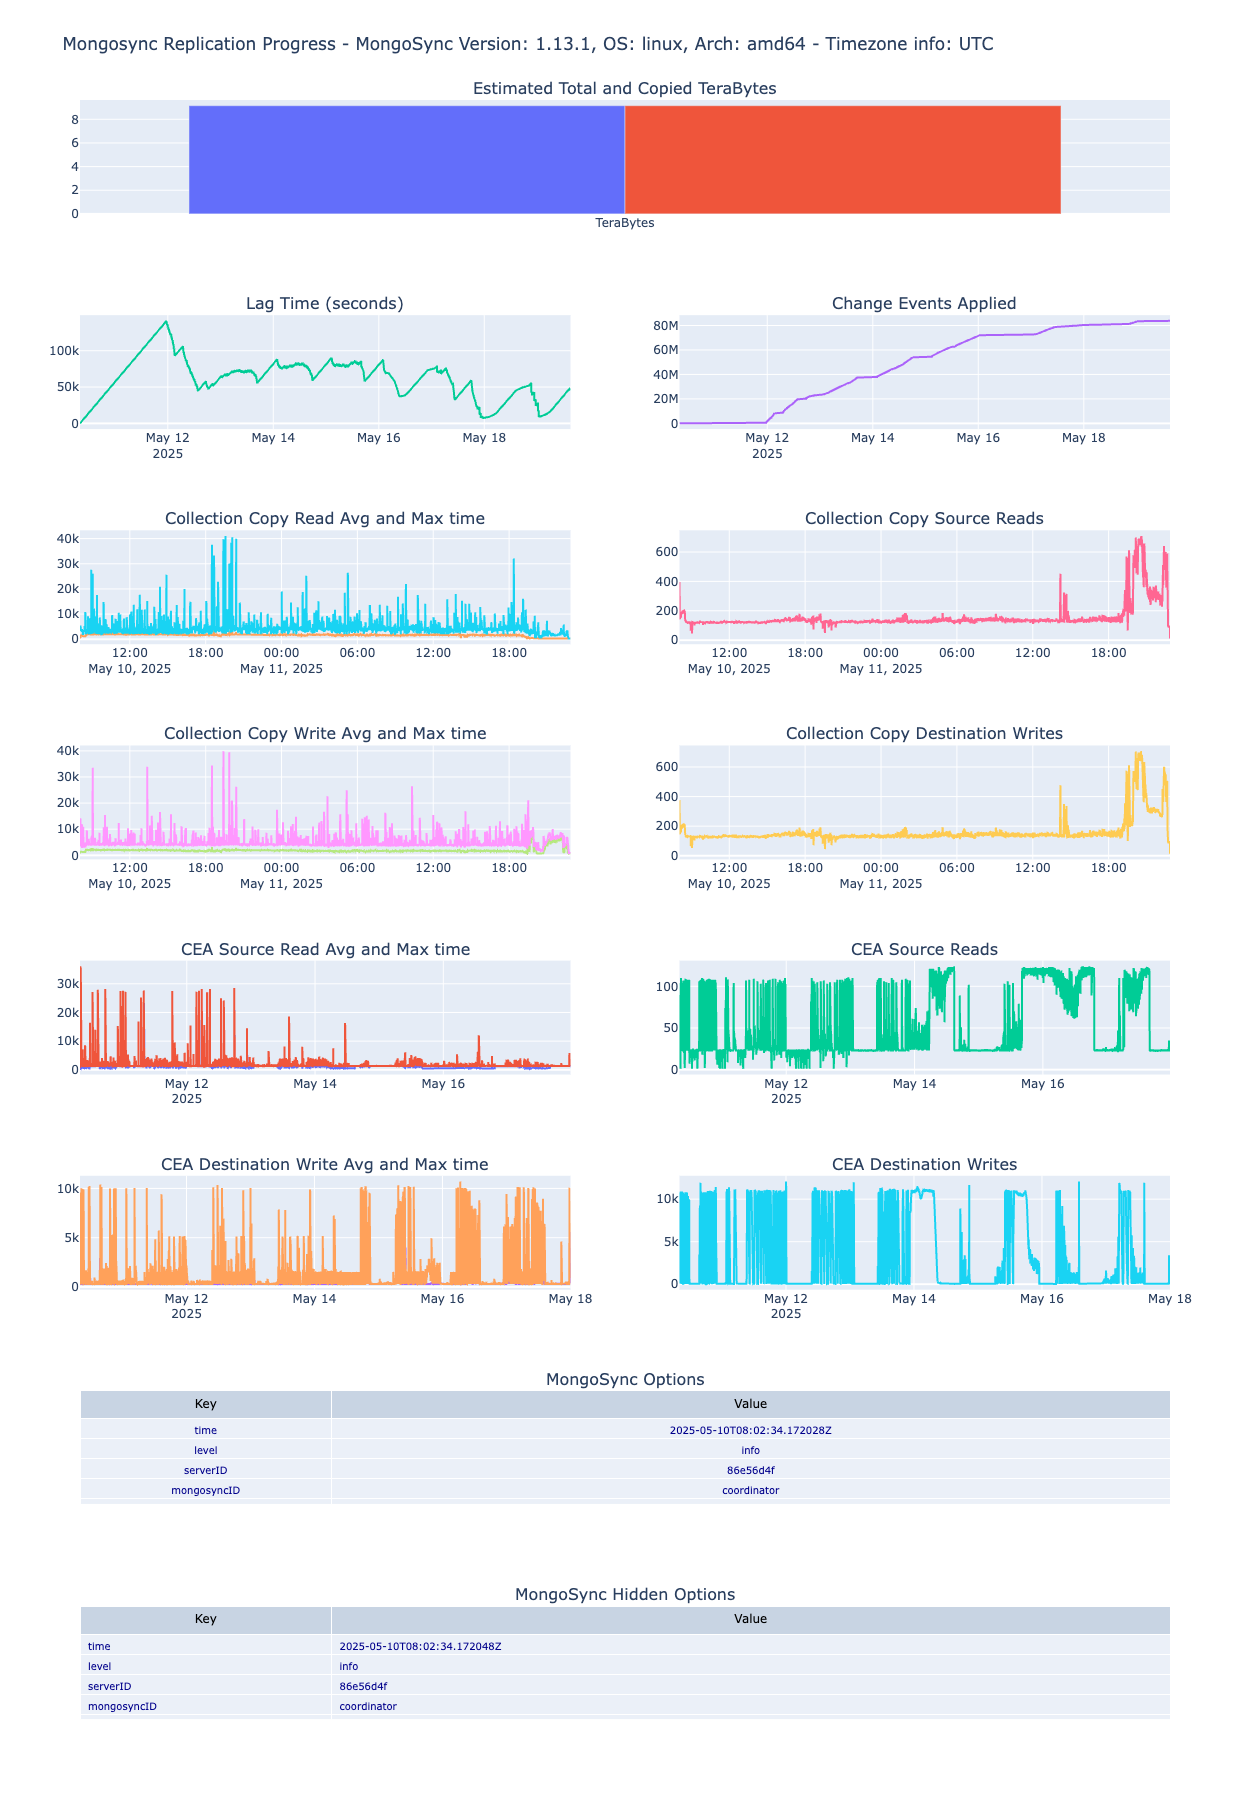 Mongosync Replication Progress - MongoSync Version: 1.13.1, OS: linux, Arch: amd64 - Timezone info: UTC
Estimated Total and Copied TeraBytes
8
6
4
2
0
TeraBytes
Lag Time (seconds)
100k
50k
0
May 12
2025
May 14
May 16
May 18
Change Events Applied
80M
60M
40M
20M
0
May 12
2025
May 14
May 16
May 18
Collection Copy Read Avg and Max time
40k
30k
20k
10k
0
12:00
May 10, 2025
18:00
00:00
May 11, 2025
06:00
12:00
18:00
Collection Copy Source Reads
600
400
200
0
12:00
May 10, 2025
18:00
00:00
May 11, 2025
06:00
12:00
18:00
Collection Copy Write Avg and Max time
40k
30k
20k
10k
0
12:00
May 10, 2025
18:00
00:00
May 11, 2025
06:00
12:00
18:00
Collection Copy Destination Writes
600
400
200
0
12:00
May 10, 2025
18:00
00:00
May 11, 2025
06:00
12:00
18:00
CEA Source Read Avg and Max time
30k
20k
10k
0
May 12
2025
May 14
May 16
CEA Source Reads
100
50
0
May 12
2025
May 14
May 16
CEA Destination Write Avg and Max time
10k
5k
0
May 12
2025
May 14
May 16
May 18
CEA Destination Writes
10k
5k
0
May 12
2025
May 14
May 16
May 18
MongoSync Options
Key Value
time 2025-05-10T08:02:34.172028Z
level info
serverID 86e56d4f
mongosyncID coordinator
MongoSync Hidden Options
Key Value
time 2025-05-10T08:02:34.172048Z
level info
serverID 86e56d4f
mongosyncID coordinator